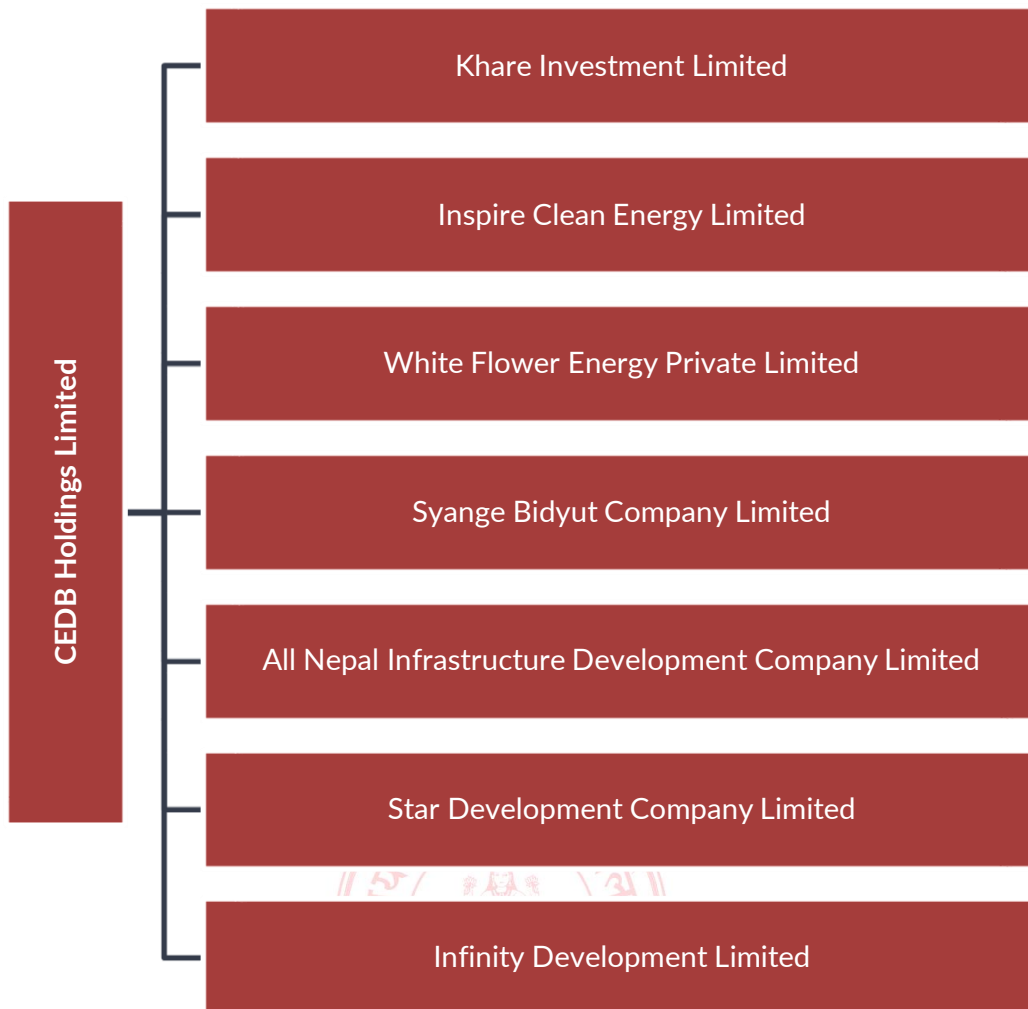 CEDB Holdings Limited
Khare Investment Limited
Inspire Clean Energy Limited
White Flower Energy Private Limited
Syange Bidyut Company Limited
All Nepal Infrastructure Development Company Limited
Star Development Company Limited
Infinity Development Limited